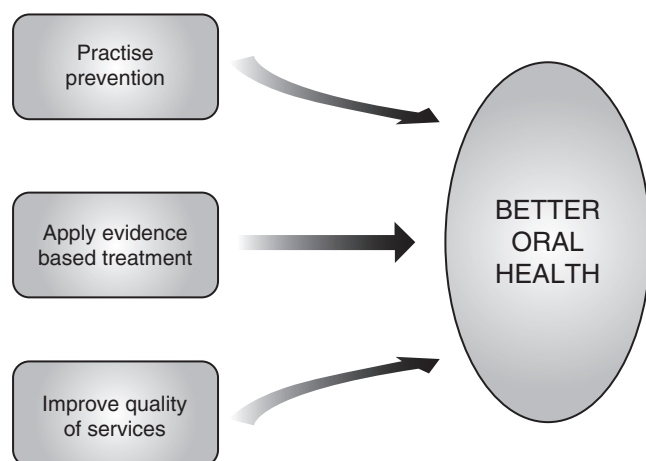 Practise
prevention
Apply evidence
based treatment
Improve quality
of services
BETTER
ORAL
HEALTH